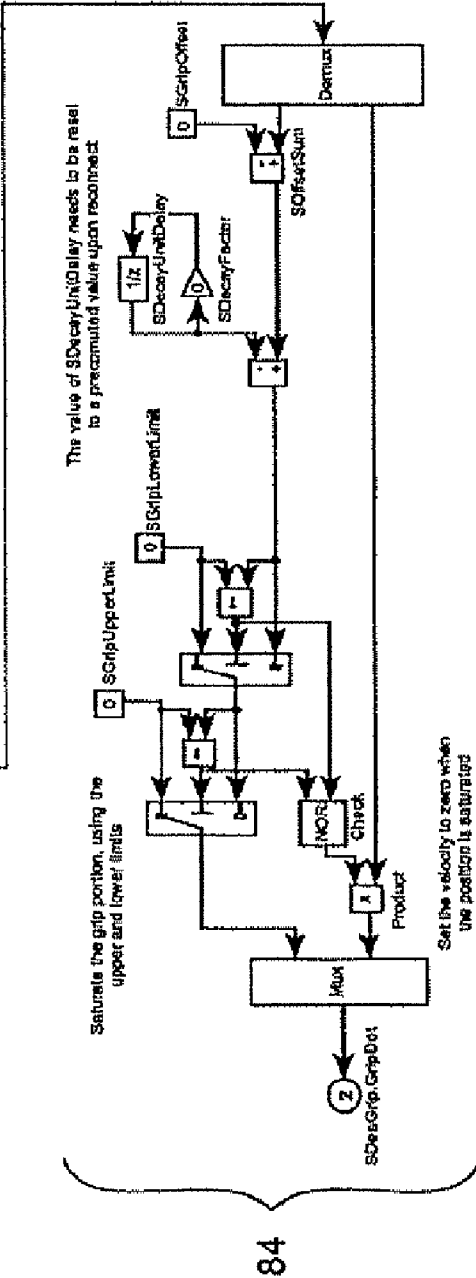 Demux
0
SGripOffset
- +
SOffsetSum
The value of SDecayUnitDelay needs to be reset
to a precomuted value upon reconnect
1/z
SDecayUnitDelay
0
SDecayFactor
- +
0
SGripLowerLimit
0
SGripUpperLimit
Saturate the grip portion, using the
upper and lower limits
NOR
Check
x
Product
Set the velocity to zero when
the position is saturated
Mux
2
SDesGrip,GripDot
84